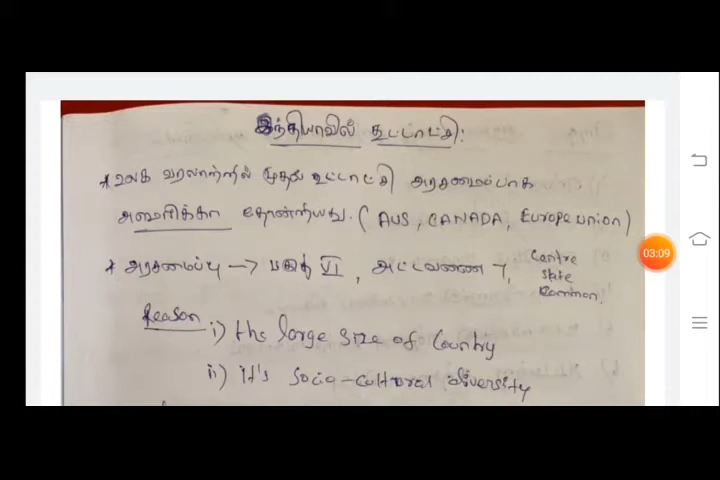 இந்தியாவில் கூட்டாட்சி:
* உலக வரலாற்றில் முதல் கூட்டாட்சி அரசமைப்பாக
அமெரிக்கா தோன்றியது. (AUS, CANADA, Europe union)
* அரசமைப்பு → பகுதி VI, அட்டவணை - 7,
Centre
state
Common.
Reason
i) the large size of Country
ii) it's Socio-cultural diversity
03:09